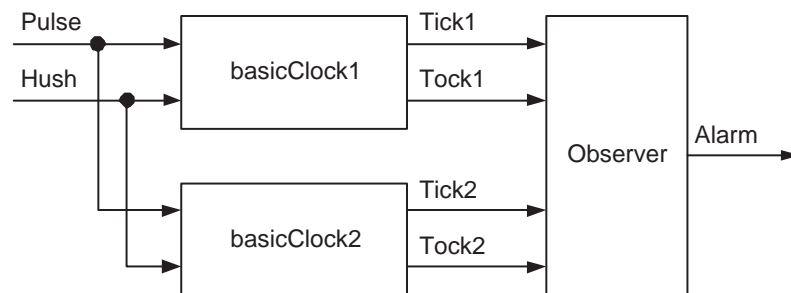 Pulse
Tick1
basicClock1
Hush
Tock1
Observer
Alarm
Tick2
basicClock2
Tock2